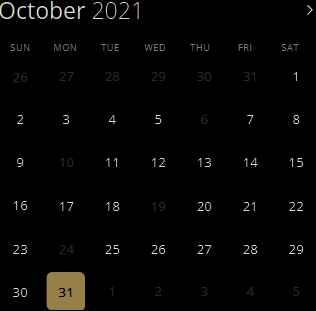 October 2021
SUN MON TUE WED THU FRI SAT
26 27 28 29 30 31 1
2 3 4 5 6 7 8
9 10 11 12 13 14 15
16 17 18 19 20 21 22
23 24 25 26 27 28 29
30 31 1 2 3 4 5